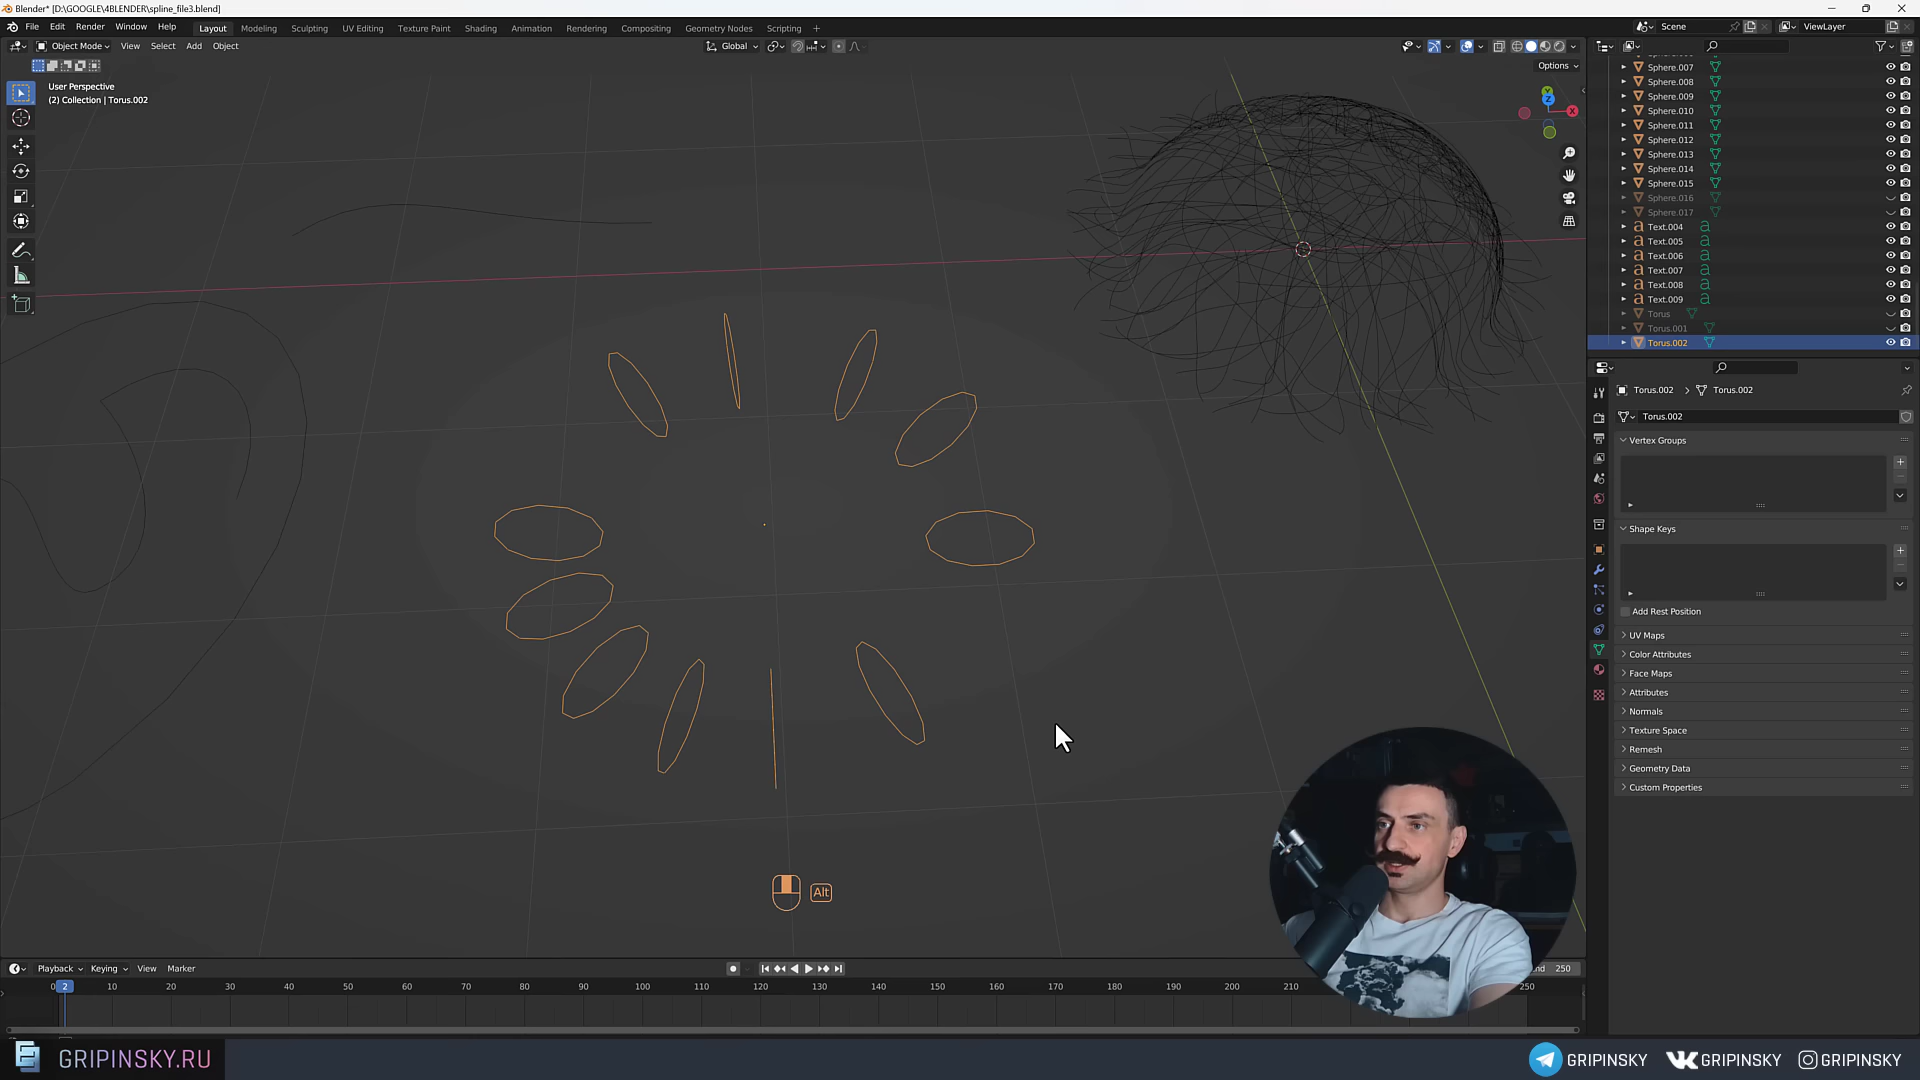 Blender* [D:\GOOGLE\4BLENDER\spline_file3.blend]
File Edit Render Window Help Layout Modeling Sculpting UV Editing Texture Paint Shading Animation Rendering Compositing Geometry Nodes Scripting + Scene ViewLayer
Object Mode View Select Add Object Global
Options
User Perspective
(2) Collection | Torus.002
X
Y
Z
Sphere.007
Sphere.008
Sphere.009
Sphere.010
Sphere.011
Sphere.012
Sphere.013
Sphere.014
Sphere.015
Sphere.016
Sphere.017
Text.004
Text.005
Text.006
Text.007
Text.008
Text.009
Torus
Torus.001
Torus.002
Torus.002 > Torus.002
Torus.002
Vertex Groups
Shape Keys
Add Rest Position
UV Maps
Color Attributes
Face Maps
Attributes
Normals
Texture Space
Remesh
Geometry Data
Custom Properties
Alt
Playback Keying View Marker
250
0 2 10 20 30 40 50 60 70 80 90 100 110 120 130 140 150 160 170 180 190 200 210 250
GRIPINSKY.RU
GRIPINSKY GRIPINSKY GRIPINSKY